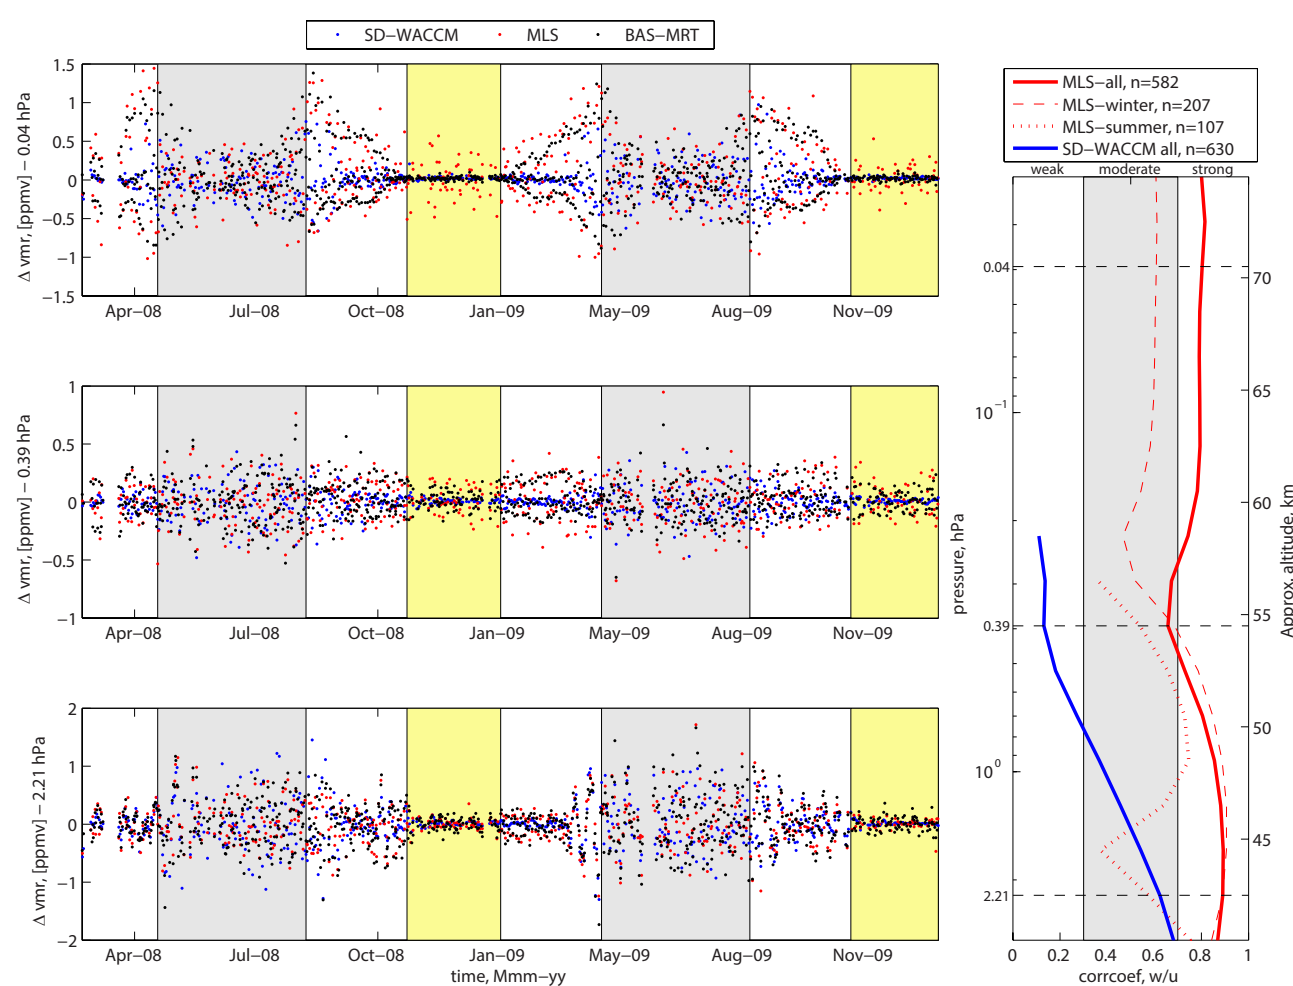 SD−WACCM MLS BAS−MRT
1.5
1
0.5
0
−0.5
−1
−1.5
Δ vmr, [ppmv] − 0.04 hPa
Apr−08 Jul−08 Oct−08 Jan−09 May−09 Aug−09 Nov−09
1
0.5
0
−0.5
−1
Δ vmr, [ppmv] − 0.39 hPa
Apr−08 Jul−08 Oct−08 Jan−09 May−09 Aug−09 Nov−09
2
1
0
−1
−2
Δ vmr, [ppmv] − 2.21 hPa
Apr−08 Jul−08 Oct−08 Jan−09 May−09 Aug−09 Nov−09
time, Mmm−yy
MLS−all, n=582
MLS−winter, n=207
MLS−summer, n=107
SD−WACCM all, n=630
weak moderate strong
0.04
10⁻¹
0.39
10⁰
2.21
pressure, hPa
70
65
60
55
50
45
Approx. altitude, km
0 0.2 0.4 0.6 0.8 1
corrcoef, w/u